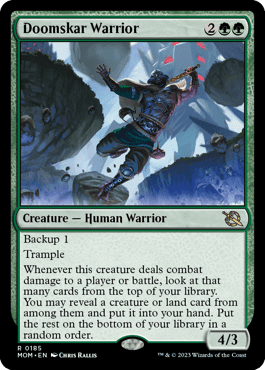 Doomskar Warrior 2
Creature — Human Warrior
Backup 1
Trample
Whenever this creature deals combat
damage to a player or battle, look at that
many cards from the top of your library.
You may reveal a creature or land card from
among them and put it into your hand. Put
the rest on the bottom of your library in a
random order.
4/3
R 0185
MOM • EN Chris Rallis
™ & © 2023 Wizards of the Coast